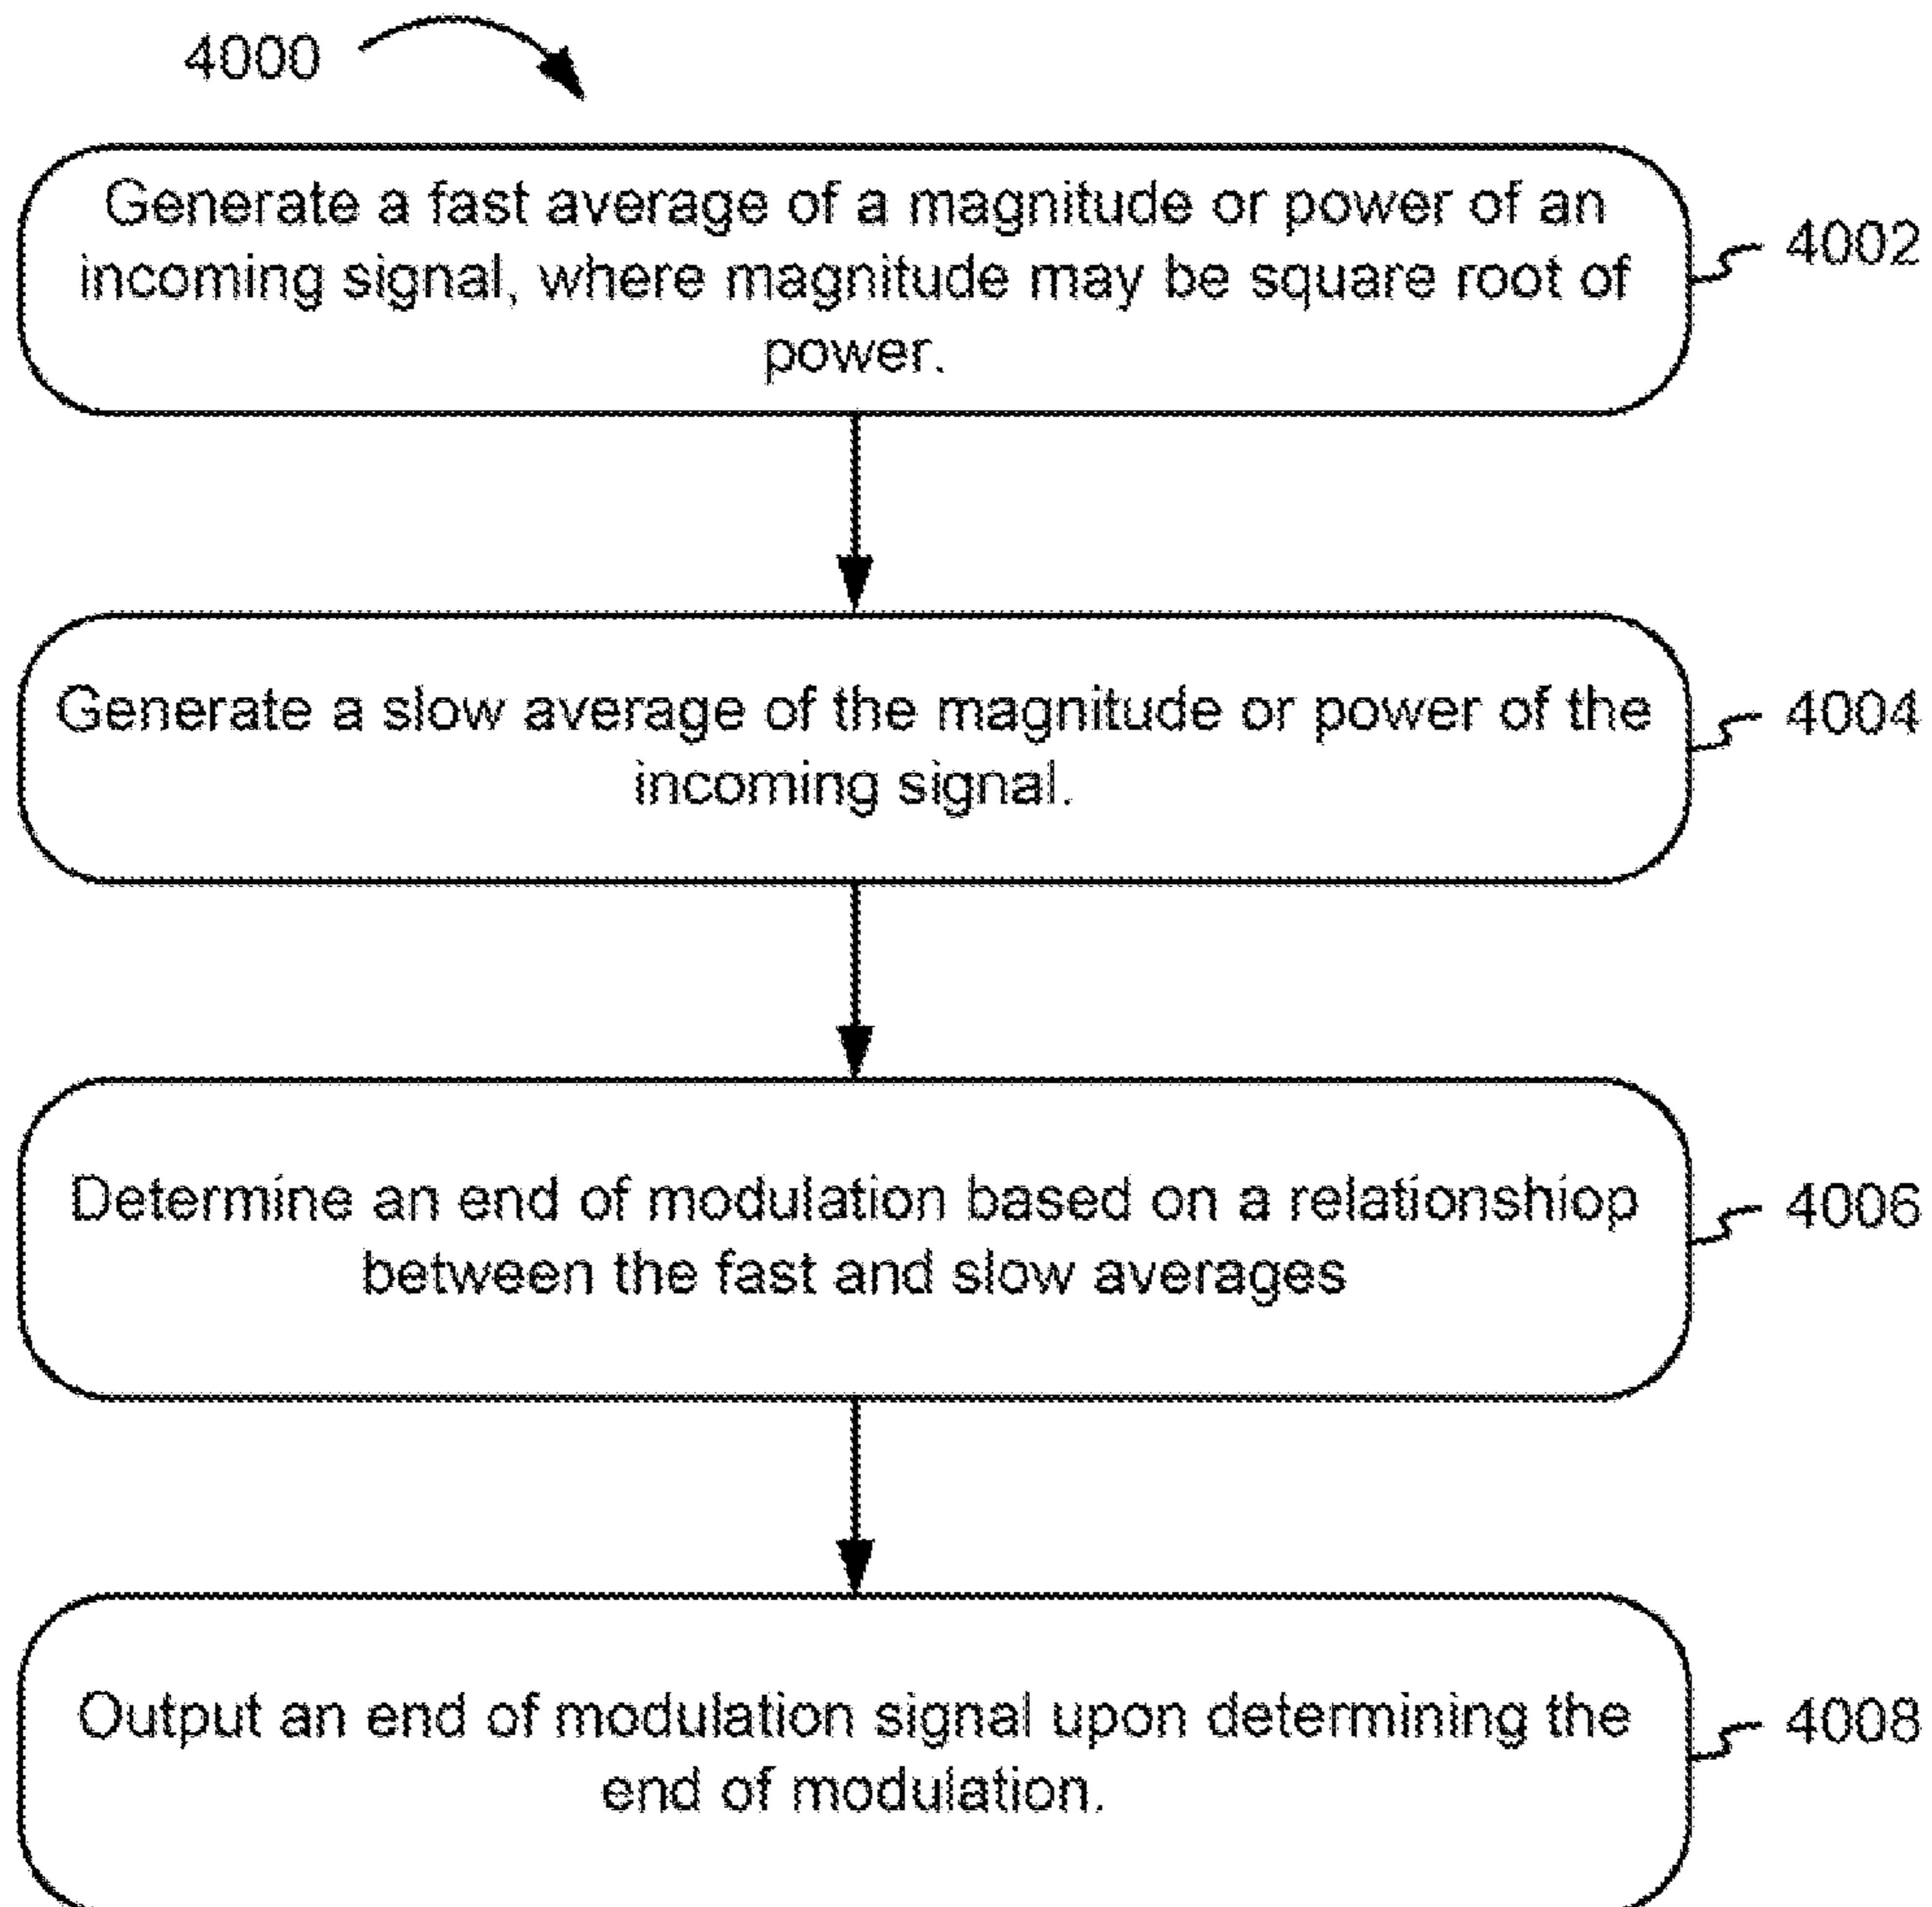 4000
Generate a fast average of a magnitude or power of an
incoming signal, where magnitude may be square root of
power.
4002
Generate a slow average of the magnitude or power of the
incoming signal.
4004
Determine an end of modulation based on a relationshiop
between the fast and slow averages
4006
Output an end of modulation signal upon determining the
end of modulation.
4008